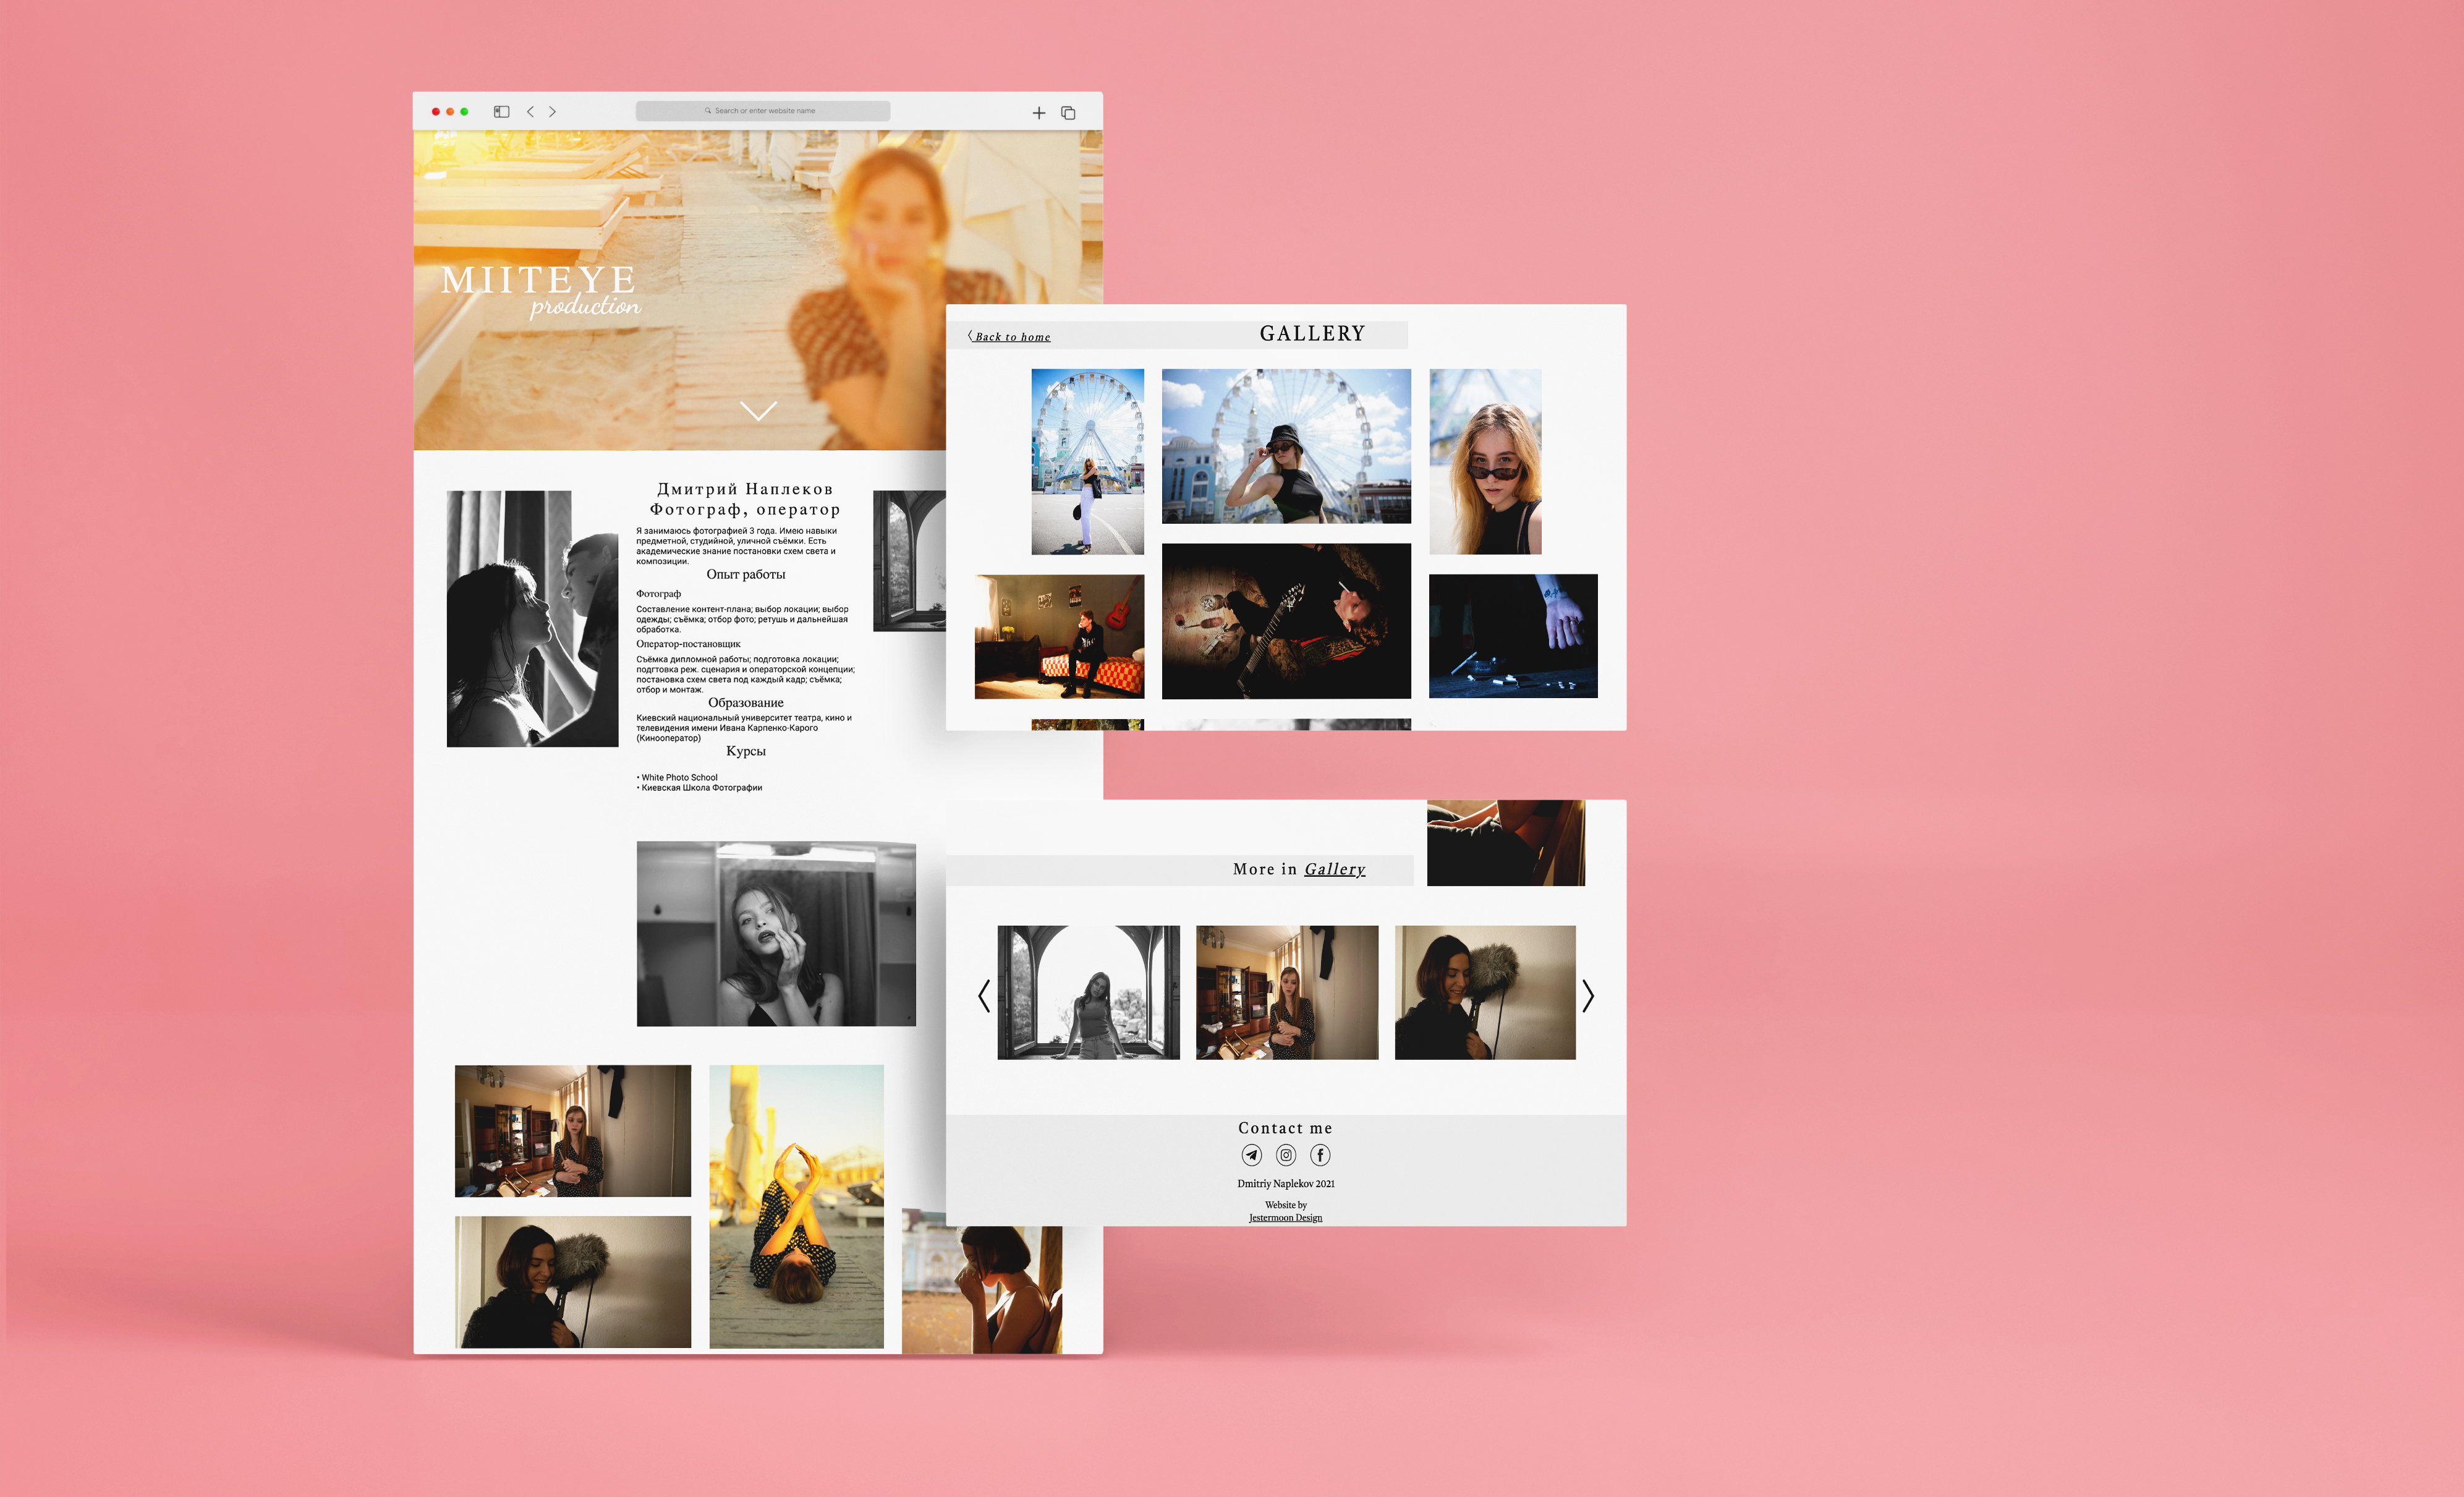 Search or enter website name
MIITEYE
production
Дмитрий Наплеков
Фотограф, оператор
Я занимаюсь фотографией 3 года. Имею навыки
предметной, студийной, уличной съёмки. Есть
академические знание постановки схем света и
композиции.
Опыт работы
Фотограф
Составление контент-плана; выбор локации; выбор
одежды; съёмка; отбор фото; ретушь и дальнейшая
обработка.
Оператор-постановщик
Съёмка дипломной работы; подготовка локации;
подгтовка реж. сценария и операторской концепции;
постановка схем света под каждый кадр; съёмка;
отбор и монтаж.
Образование
Киевский национальный университет театра, кино и
телевидения имени Ивана Карпенко-Карого
(Кинооператор)
Курсы
• White Photo School
• Киевская Школа Фотографии
Back to home
GALLERY
More in Gallery
Contact me
Dmitriy Naplekov 2021
Website by
Jestermoon Design